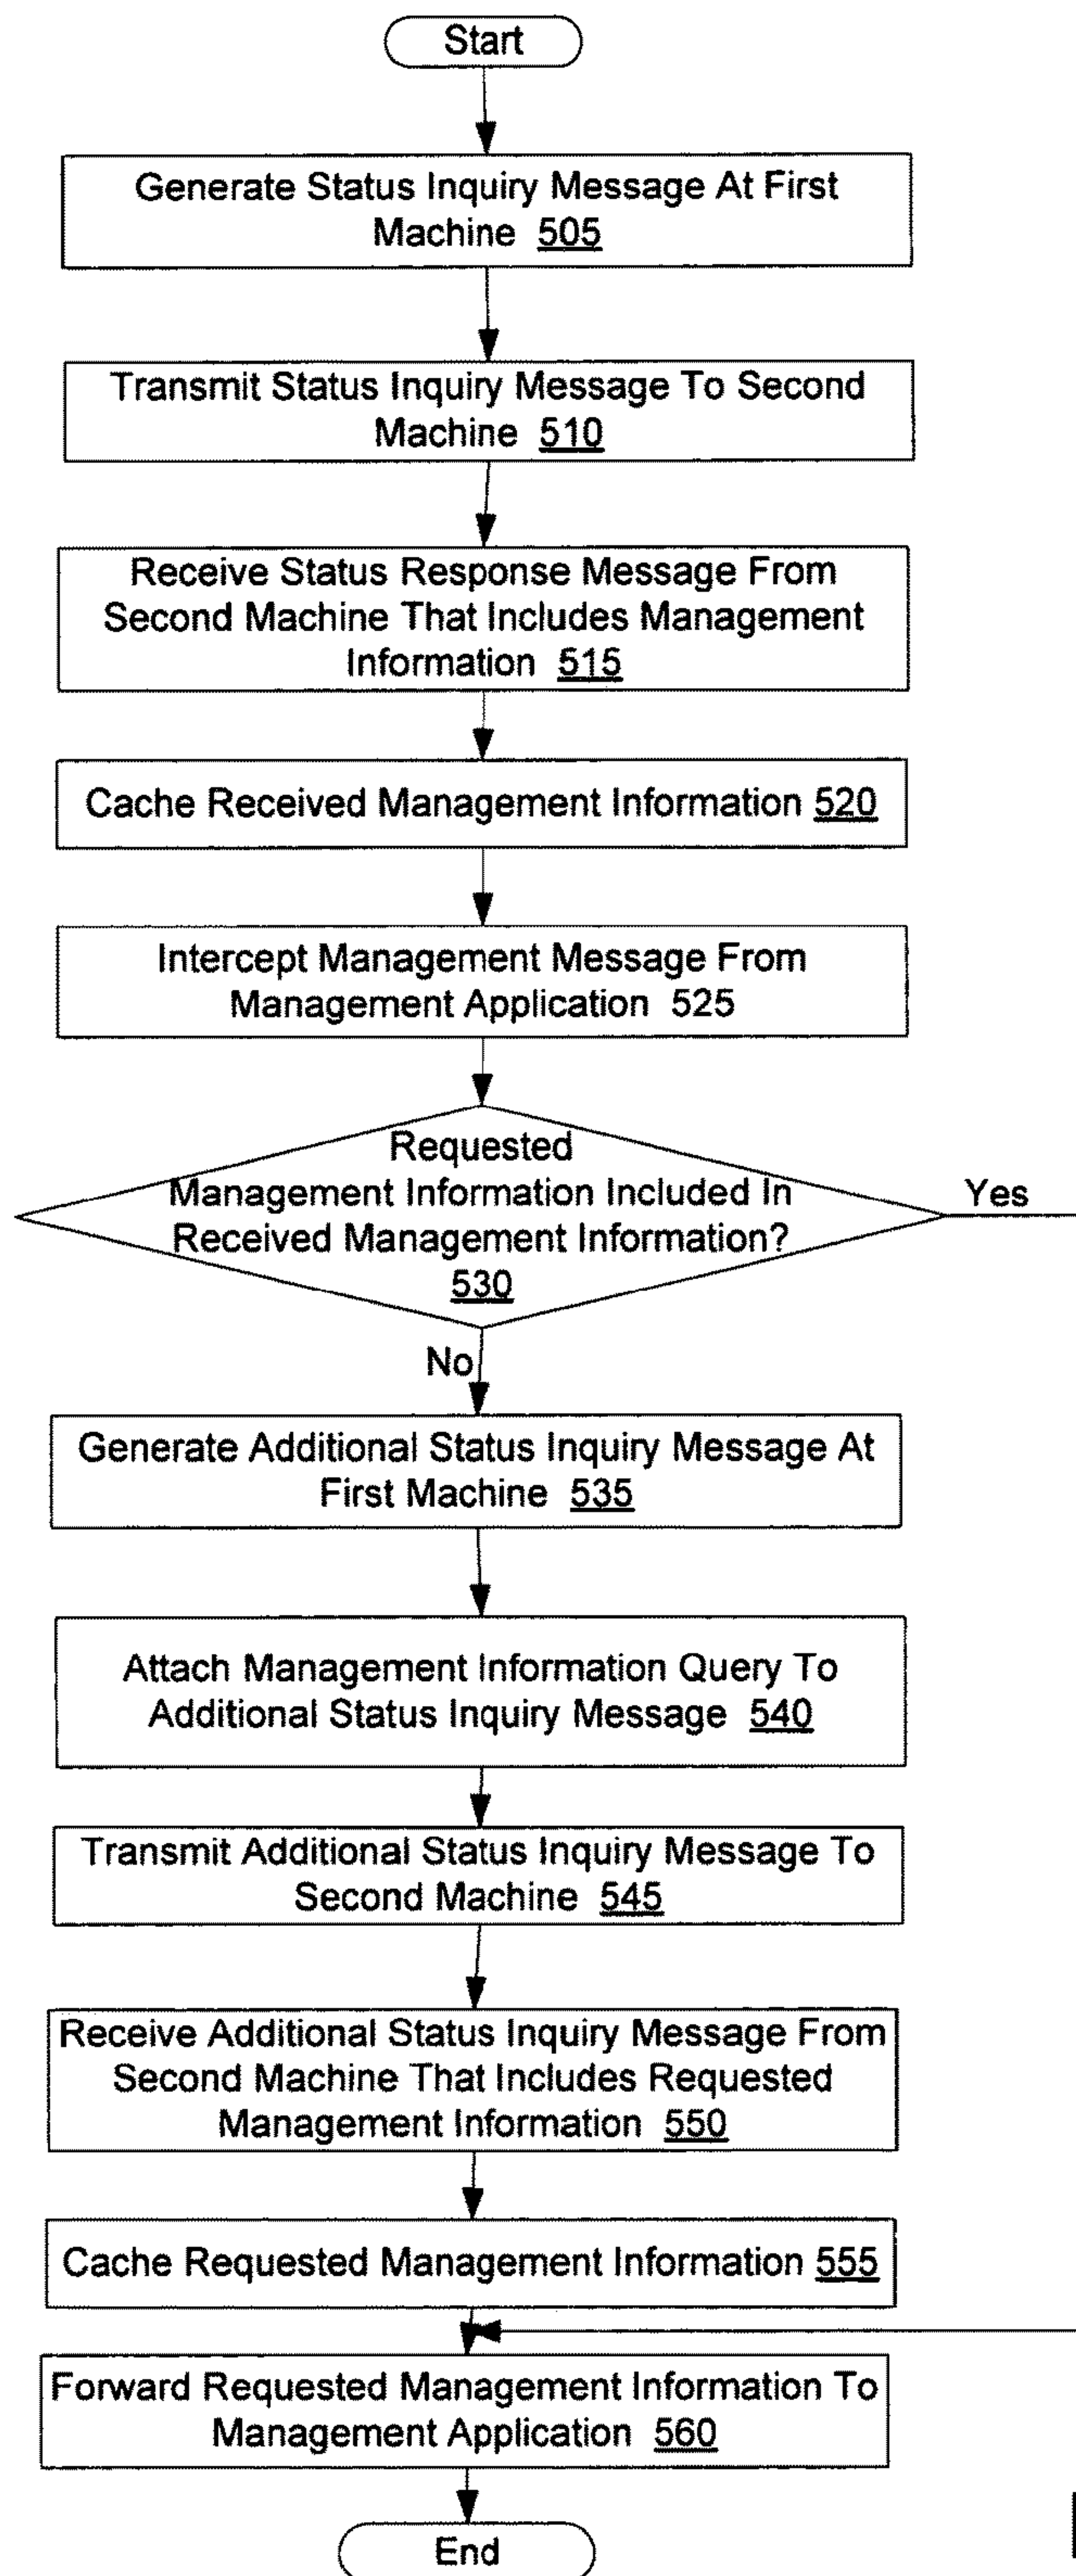 Start
Generate Status Inquiry Message At First
Machine 505
Transmit Status Inquiry Message To Second
Machine 510
Receive Status Response Message From
Second Machine That Includes Management
Information 515
Cache Received Management Information 520
Intercept Management Message From
Management Application 525
Requested
Management Information Included In
Received Management Information?
530
Yes
No
Generate Additional Status Inquiry Message At
First Machine 535
Attach Management Information Query To
Additional Status Inquiry Message 540
Transmit Additional Status Inquiry Message To
Second Machine 545
Receive Additional Status Inquiry Message From
Second Machine That Includes Requested
Management Information 550
Cache Requested Management Information 555
Forward Requested Management Information To
Management Application 560
End